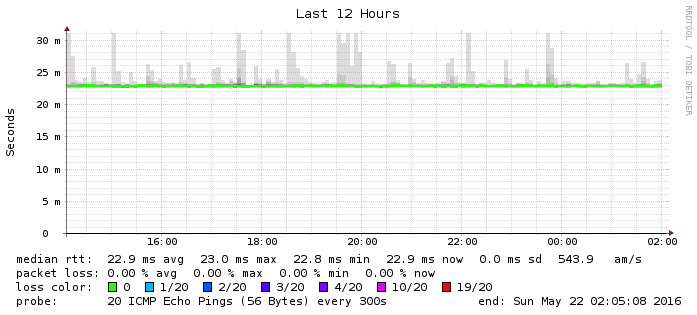 Last 12 Hours
RRDTOOL / TOBI OETIKER
Seconds
30 m
25 m
20 m
15 m
10 m
5 m
0
16:00 18:00 20:00 22:00 00:00 02:00
median rtt: 22.9 ms avg 23.0 ms max 22.8 ms min 22.9 ms now 0.0 ms sd 543.9 am/s
packet loss: 0.00 % avg 0.00 % max 0.00 % min 0.00 % now
loss color: 0 1/20 2/20 3/20 4/20 10/20 19/20
probe: 20 ICMP Echo Pings (56 Bytes) every 300s end: Sun May 22 02:05:08 2016